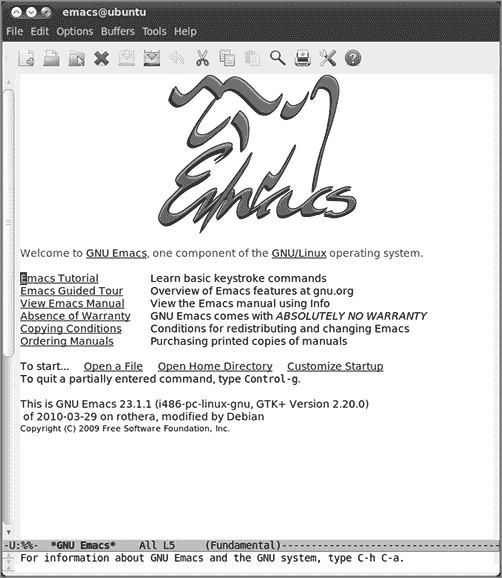 emacs@ubuntu
File Edit Options Buffers Tools Help
Emacs
Welcome to GNU Emacs, one component of the GNU/Linux operating system.
Emacs Tutorial Learn basic keystroke commands
Emacs Guided Tour Overview of Emacs features at gnu.org
View Emacs Manual View the Emacs manual using Info
Absence of Warranty GNU Emacs comes with ABSOLUTELY NO WARRANTY
Copying Conditions Conditions for redistributing and changing Emacs
Ordering Manuals Purchasing printed copies of manuals
To start... Open a File Open Home Directory Customize Startup
To quit a partially entered command, type Control-g.
This is GNU Emacs 23.1.1 (i486-pc-linux-gnu, GTK+ Version 2.20.0)
of 2010-03-29 on rothera, modified by Debian
Copyright (C) 2009 Free Software Foundation, Inc.
-U:%%- *GNU Emacs* All L5 (Fundamental)----------------------------------
For information about GNU Emacs and the GNU system, type C-h C-a.